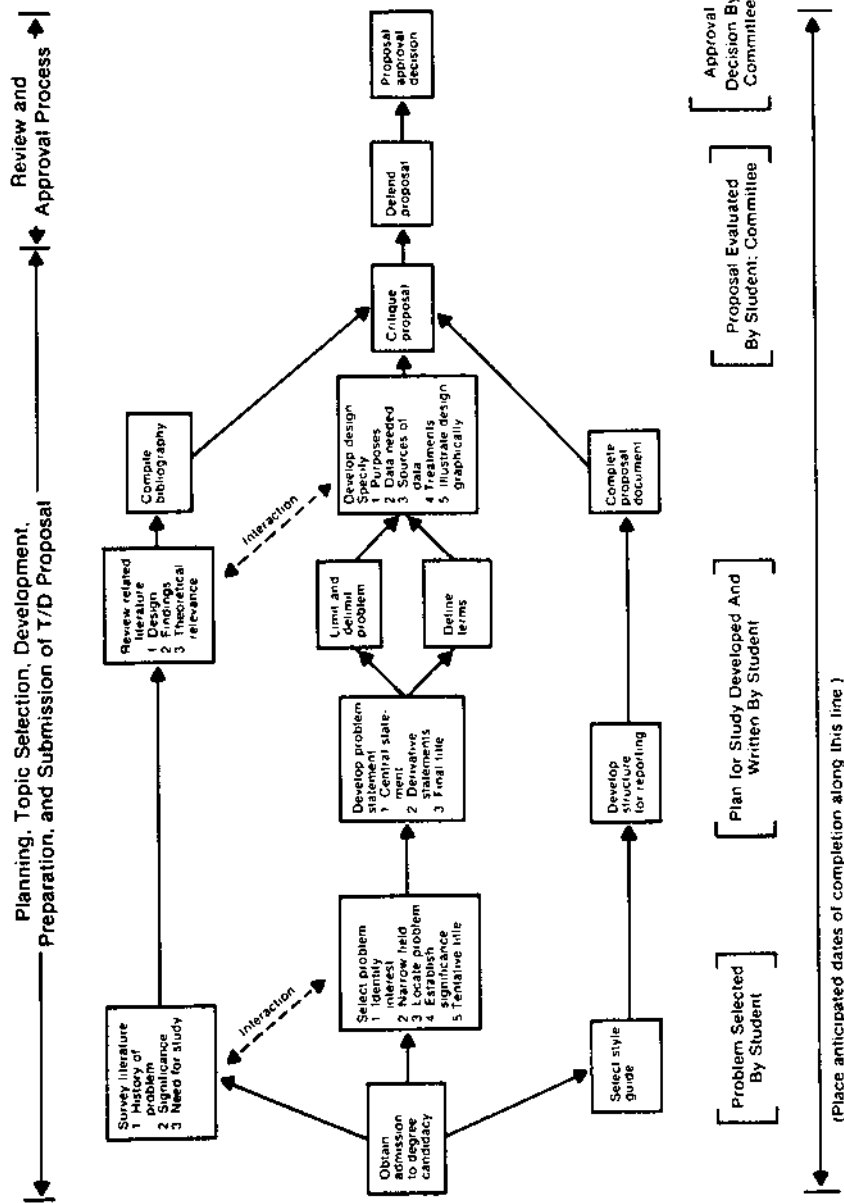 Planning, Topic Selection, Development,
Preparation, and Submission of T/D Proposal
Review and
Approval Process
Survey literature
1 History of
problem
2 Significance
3 Need for study
Review related
literature
1 Design
2 Findings
3 Theoretical
relevance
Compile
bibliography
Interaction
Interaction
Obtain
admission
to degree
candidacy
Select problem
1 Identify
interest
2 Narrow field
3 Locate problem
4 Establish
significance
5 Tentative title
Develop problem
statement
1 Central state-
ment
2 Derivative
statements
3 Final title
Limit and
delimit
problem
Define
terms
Develop design
Specify
1 Purposes
2 Data needed
3 Sources of
data
4 Treatments
5 Illustrate design
graphically
Critique
proposal
Defend
proposal
Proposal
approval
decision
Select style
guide
Develop
structure
for reporting
Complete
proposal
document
Problem Selected
By Student
Plan for Study Developed And
Written By Student
Proposal Evaluated
By Student; Committee
Approval
Decision By
Committee
(Place anticipated dates of completion along this line )